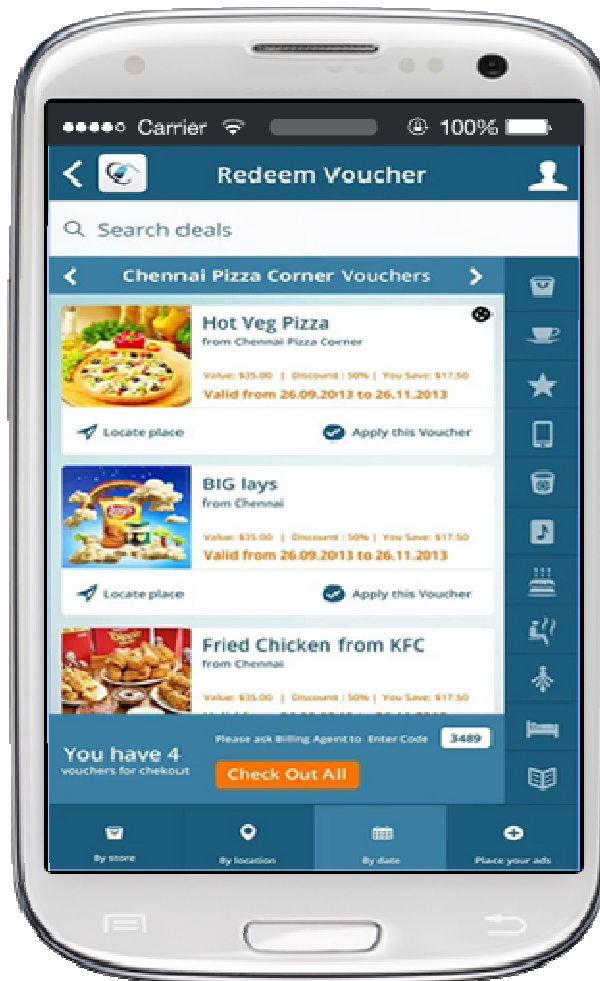 Carrier 100%
Redeem Voucher
Search deals
Chennai Pizza Corner Vouchers
Hot Veg Pizza
from Chennai Pizza Corner
Value: $35.00 | Discount : 50% | You Save: $17.50
Valid from 26.09.2013 to 26.11.2013
Locate place Apply this Voucher
BIG lays
from Chennai
Value: $35.00 | Discount : 50% | You Save: $17.50
Valid from 26.09.2013 to 26.11.2013
Locate place Apply this Voucher
Fried Chicken from KFC
from Chennai
Value: $35.00 | Discount : 50% | You Save: $17.50
Please ask Billing Agent to Enter Code 3489
You have 4
vouchers for chekout
Check Out All
By store By location By date Place your ads